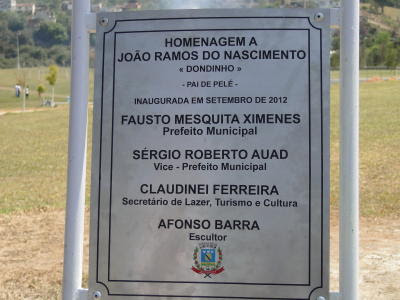 HOMENAGEM A
JOÃO RAMOS DO NASCIMENTO
« DONDINHO »
- PAI DE PELÉ -
INAUGURADA EM SETEMBRO DE 2012
FAUSTO MESQUITA XIMENES
Prefeito Municipal
SÉRGIO ROBERTO AUAD
Vice - Prefeito Municipal
CLAUDINEI FERREIRA
Secretário de Lazer, Turismo e Cultura
AFONSO BARRA
Escultor